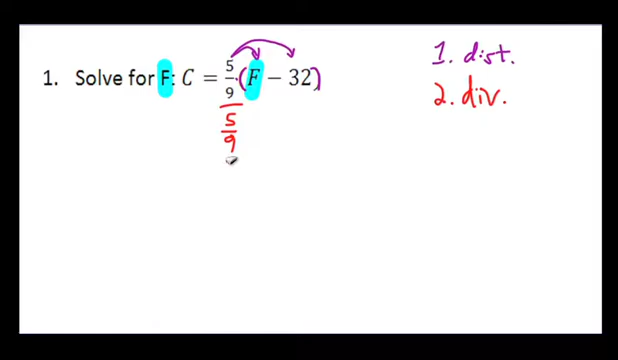 1. Solve for F: C = 5/9 · (F − 32)
5/9
1. dist.
2. div.